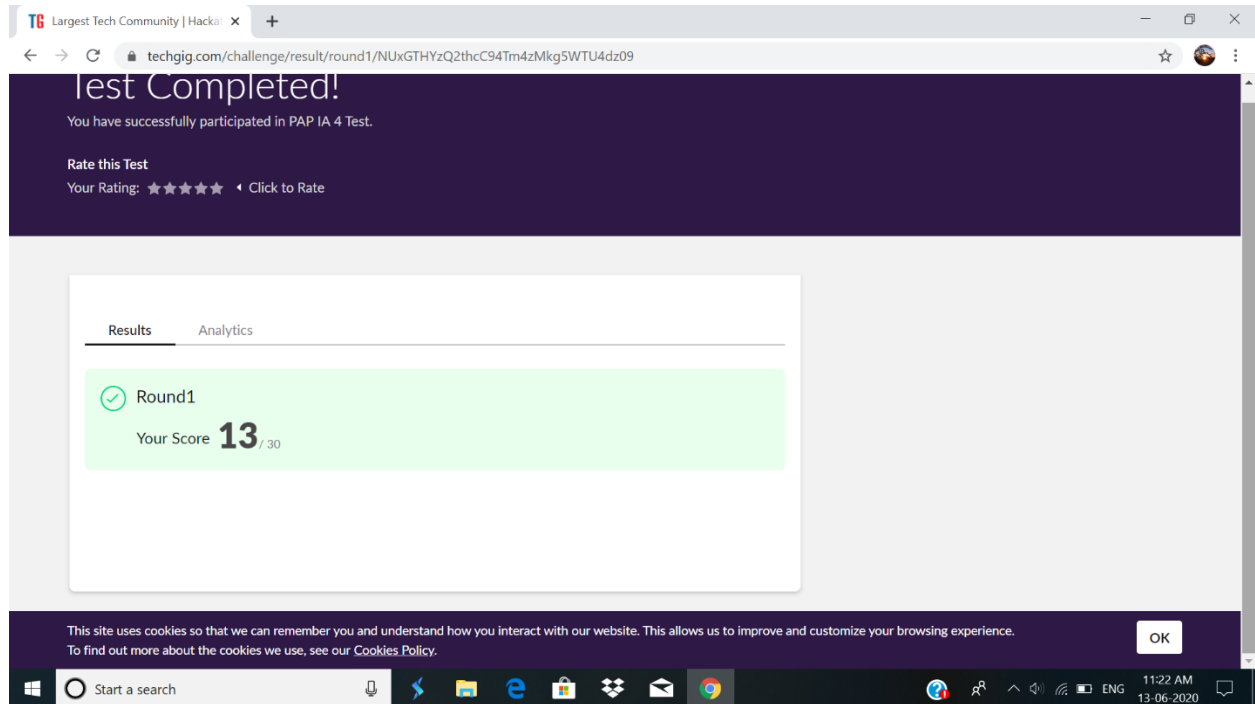 TG Largest Tech Community | Hackat
techgig.com/challenge/result/round1/NUxGTHYzQ2thcC94Tm4zMkg5WTU4dz09
Test Completed!
You have successfully participated in PAP IA 4 Test.
Rate this Test
Your Rating: Click to Rate
Results Analytics
Round1
Your Score 13 / 30
This site uses cookies so that we can remember you and understand how you interact with our website. This allows us to improve and customize your browsing experience.
To find out more about the cookies we use, see our Cookies Policy.
OK
Start a search
ENG
11:22 AM
13-06-2020